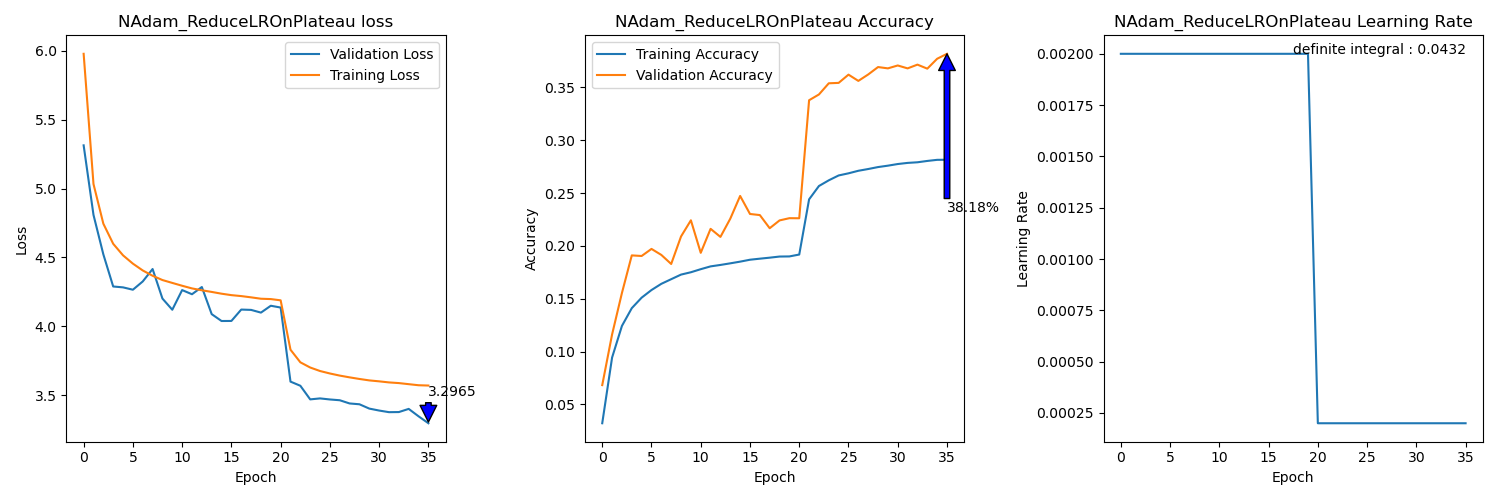 NAdam_ReduceLROnPlateau loss
6.0
5.5
5.0
4.5
4.0
3.5
Loss
Validation Loss
Training Loss
3.2965
0 5 10 15 20 25 30 35
Epoch
NAdam_ReduceLROnPlateau Accuracy
0.35
0.30
0.25
0.20
0.15
0.10
0.05
Accuracy
Training Accuracy
Validation Accuracy
38.18%
0 5 10 15 20 25 30 35
Epoch
NAdam_ReduceLROnPlateau Learning Rate
0.00200
0.00175
0.00150
0.00125
0.00100
0.00075
0.00050
0.00025
Learning Rate
definite integral : 0.0432
0 5 10 15 20 25 30 35
Epoch